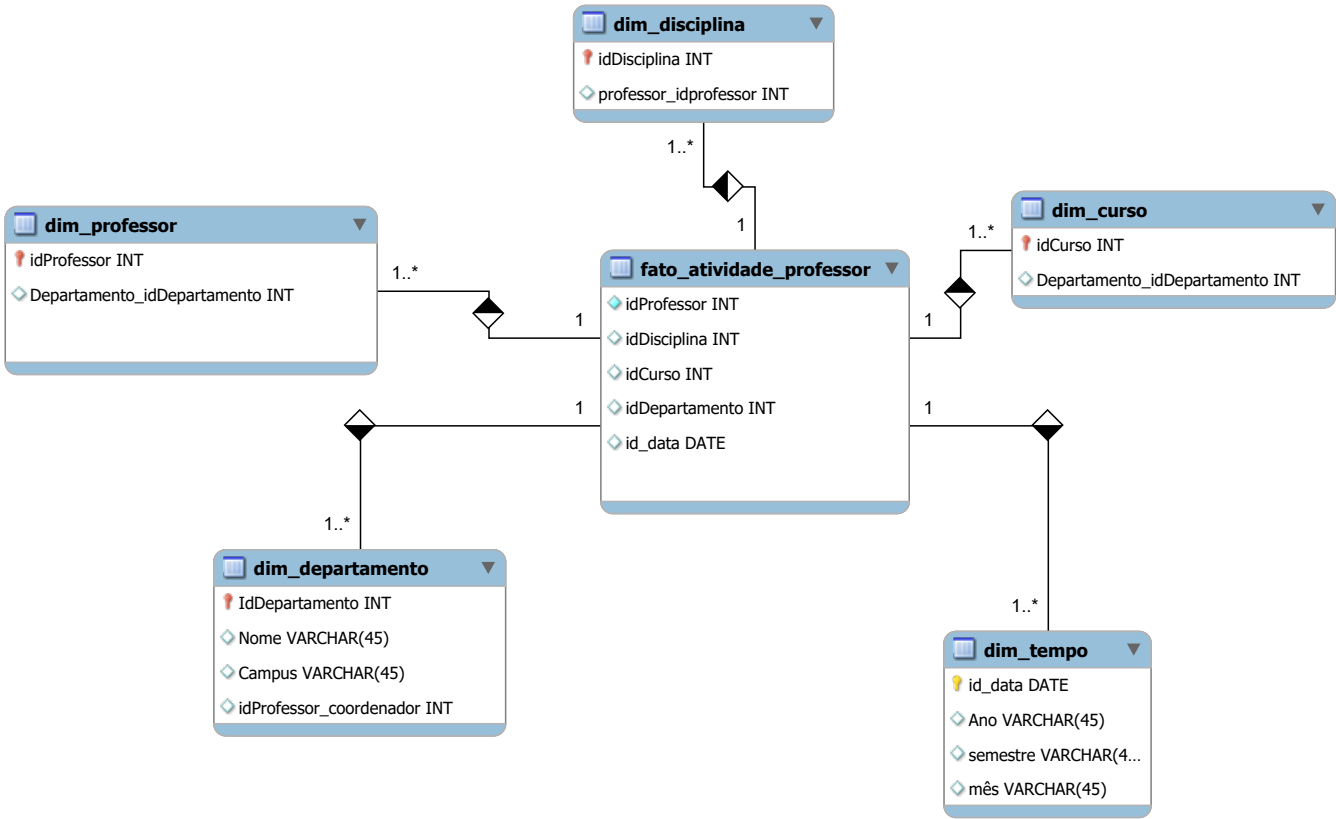 dim_disciplina
idDisciplina INT
professor_idprofessor INT
1..*
1
dim_professor
idProfessor INT
Departamento_idDepartamento INT
1..*
1
dim_curso
idCurso INT
Departamento_idDepartamento INT
1..*
1
fato_atividade_professor
idProfessor INT
idDisciplina INT
idCurso INT
idDepartamento INT
id_data DATE
1
1..*
1
1..*
dim_departamento
IdDepartamento INT
Nome VARCHAR(45)
Campus VARCHAR(45)
idProfessor_coordenador INT
dim_tempo
id_data DATE
Ano VARCHAR(45)
semestre VARCHAR(4...
mês VARCHAR(45)